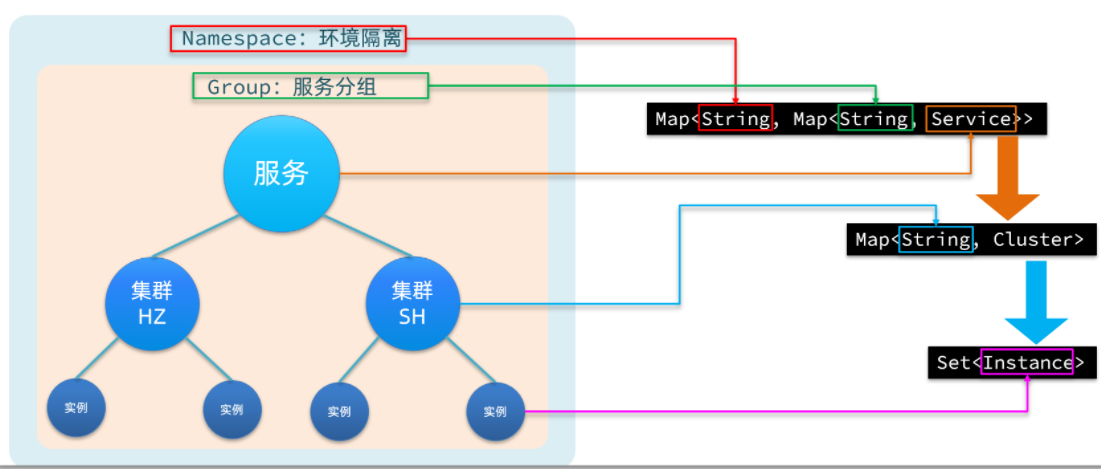 Namespace：环境隔离
Group：服务分组
Map<String, Map<String, Service>>
服务
Map<String, Cluster>
集群
HZ
集群
SH
Set<Instance>
实例
实例
实例
实例